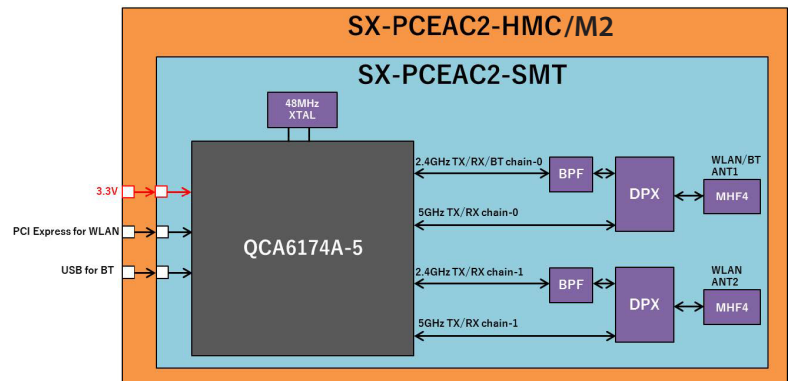 SX-PCEAC2-HMC/M2
SX-PCEAC2-SMT
48MHz
XTAL
3.3V
PCI Express for WLAN
USB for BT
QCA6174A-5
2.4GHz TX/RX/BT chain-0
BPF
DPX
WLAN/BT
ANT1
MHF4
5GHz TX/RX chain-0
2.4GHz TX/RX chain-1
BPF
DPX
WLAN
ANT2
MHF4
5GHz TX/RX chain-1